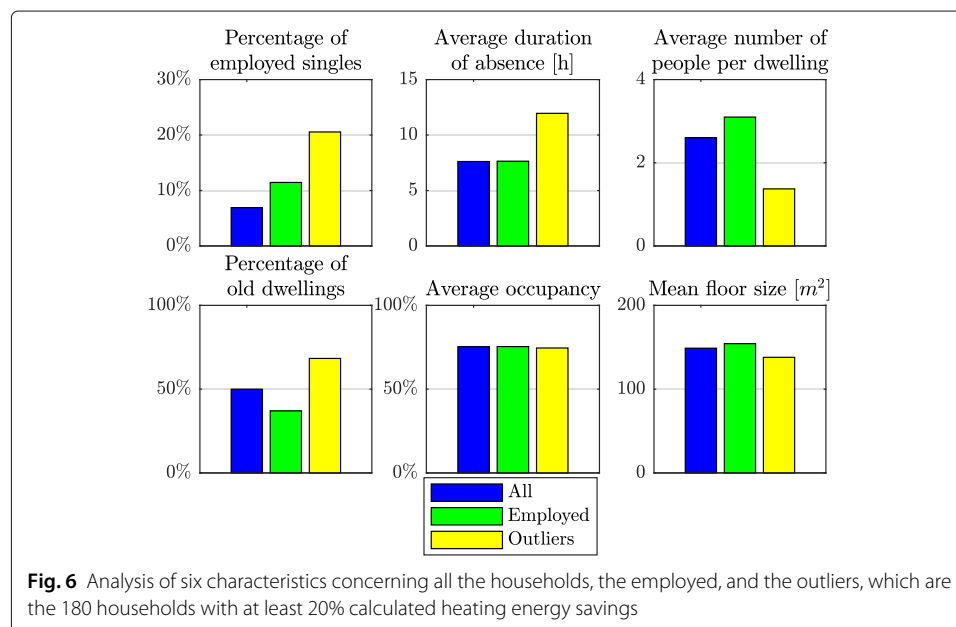 Percentage of
employed singles
30%
20%
10%
0%
Average duration
of absence [h]
15
10
5
0
Average number of
people per dwelling
4
2
0
Percentage of
old dwellings
100%
50%
0%
Average occupancy
100%
50%
0%
Mean floor size [m²]
200
100
0
All
Employed
Outliers
Fig. 6 Analysis of six characteristics concerning all the households, the employed, and the outliers, which are
the 180 households with at least 20% calculated heating energy savings